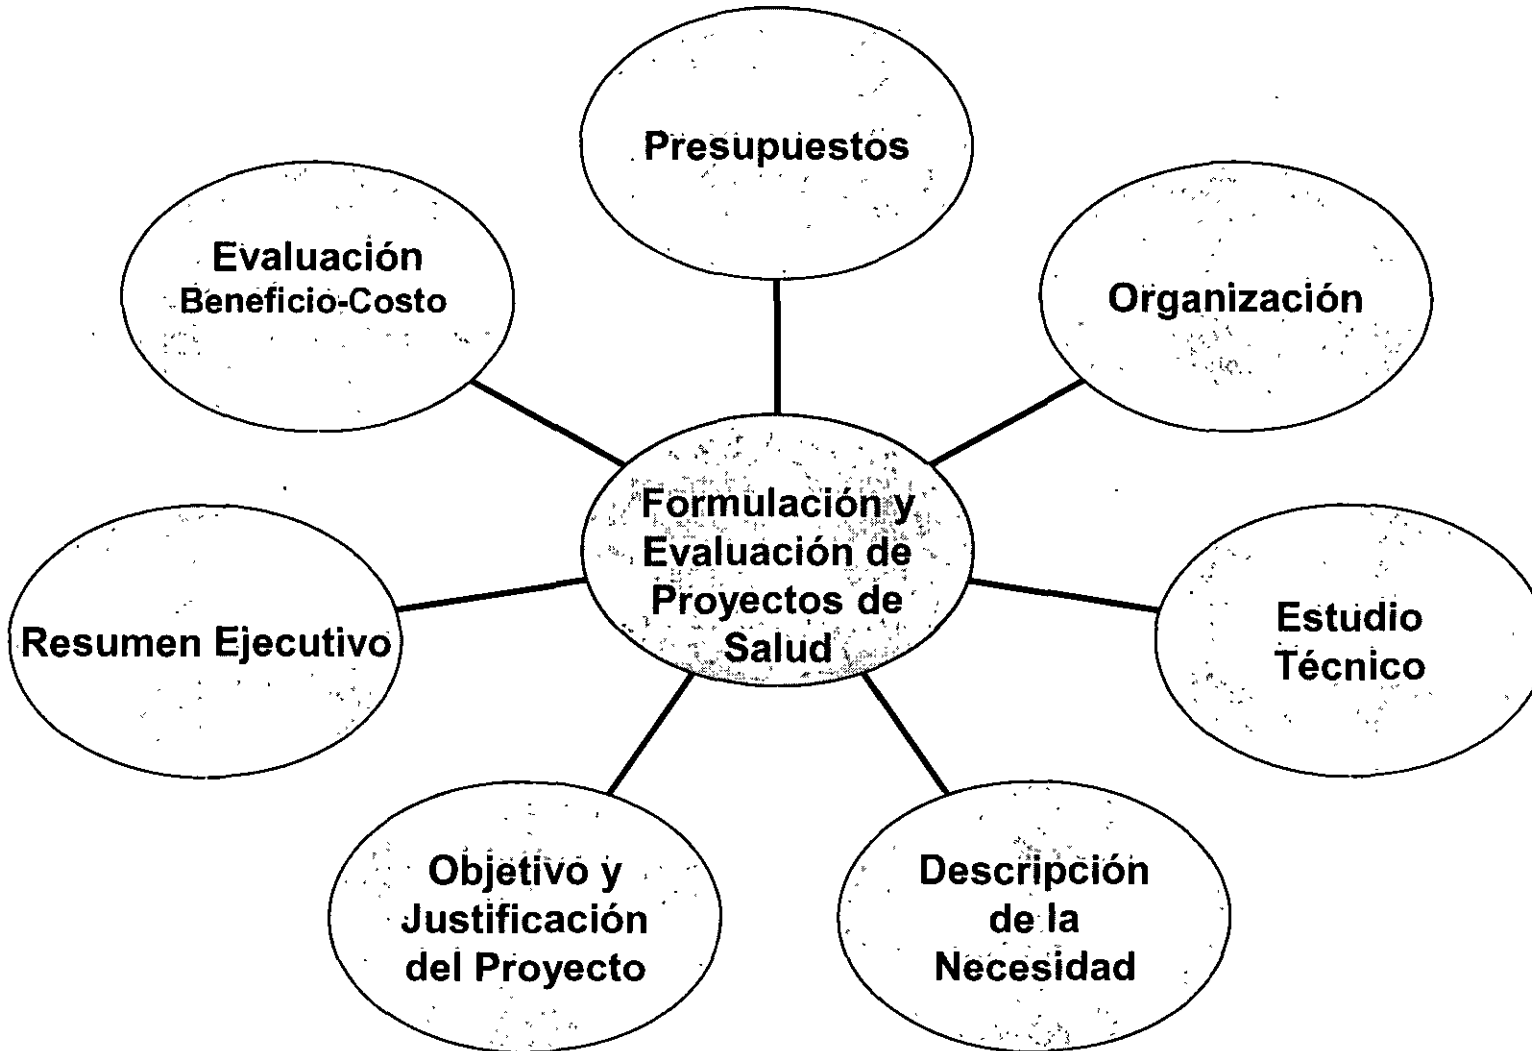 Presupuestos
Evaluación
Beneficio-Costo
Organización
Formulación y
Evaluación de
Proyectos de
Salud
Resumen Ejecutivo
Estudio
Técnico
Objetivo y
Justificación
del Proyecto
Descripción
de la
Necesidad